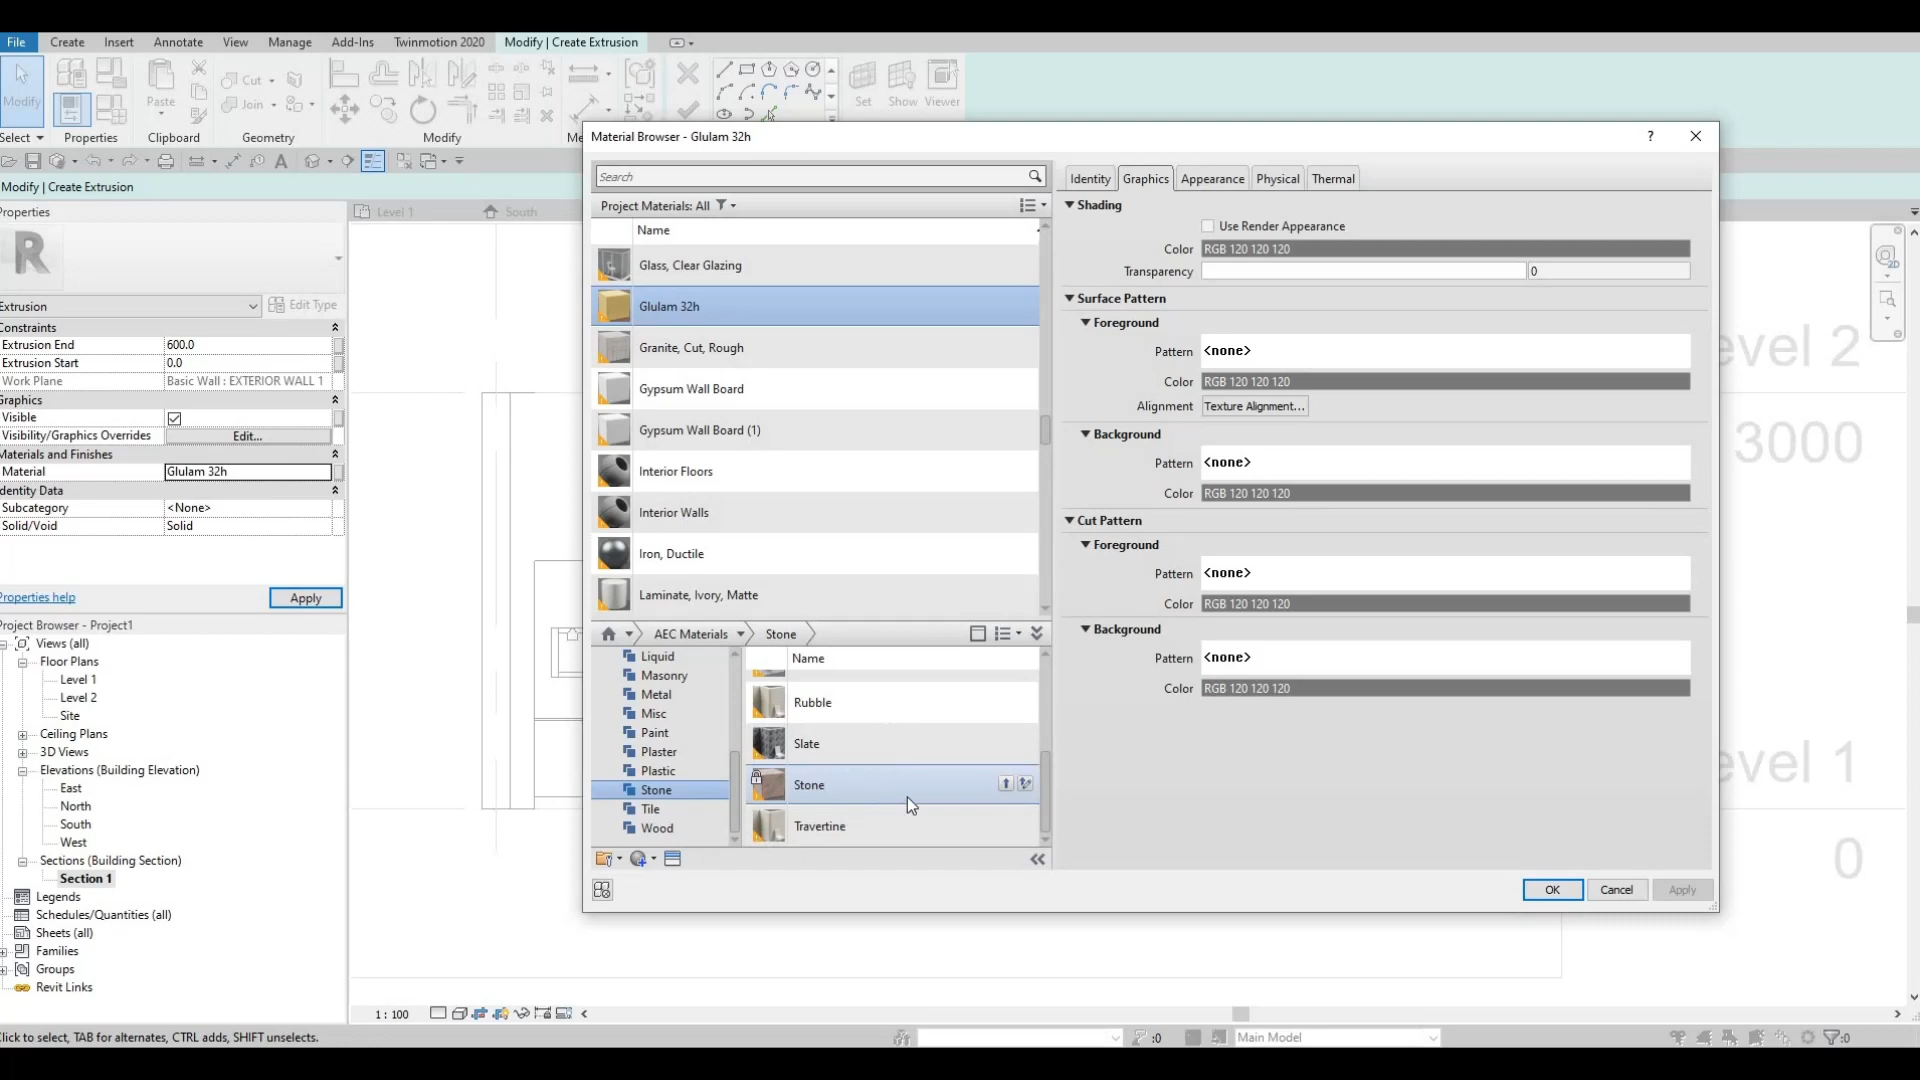 File Create Insert Annotate View Manage Add-Ins Twinmotion 2020 Modify | Create Extrusion
Modify Paste Cut Join Set Show Viewer
Select Properties Clipboard Geometry Modify
Modify | Create Extrusion
Properties
Level 1 South
Extrusion Edit Type
Constraints
Extrusion End 600.0
Extrusion Start 0.0
Work Plane Basic Wall : EXTERIOR WALL 1
Graphics
Visible
Visibility/Graphics Overrides Edit...
Materials and Finishes
Material Glulam 32h
Identity Data
Subcategory <None>
Solid/Void Solid
Properties help Apply
Project Browser - Project1
Views (all)
Floor Plans
Level 1
Level 2
Site
Ceiling Plans
3D Views
Elevations (Building Elevation)
East
North
South
West
Sections (Building Section)
Section 1
Legends
Schedules/Quantities (all)
Sheets (all)
Families
Groups
Revit Links
Material Browser - Glulam 32h
Search
Project Materials: All
Name
Glass, Clear Glazing
Glulam 32h
Granite, Cut, Rough
Gypsum Wall Board
Gypsum Wall Board (1)
Interior Floors
Interior Walls
Iron, Ductile
Laminate, Ivory, Matte
AEC Materials Stone
Liquid
Masonry
Metal
Misc
Paint
Plaster
Plastic
Stone
Tile
Wood
Name
Rubble
Slate
Stone
Travertine
Identity Graphics Appearance Physical Thermal
Shading
Use Render Appearance
Color RGB 120 120 120
Transparency 0
Surface Pattern
Foreground
Pattern <none>
Color RGB 120 120 120
Alignment Texture Alignment...
Background
Pattern <none>
Color RGB 120 120 120
Cut Pattern
Foreground
Pattern <none>
Color RGB 120 120 120
Background
Pattern <none>
Color RGB 120 120 120
OK Cancel Apply
evel 2
3000
evel 1
0
1 : 100
Click to select, TAB for alternates, CTRL adds, SHIFT unselects. :0 Main Model :0